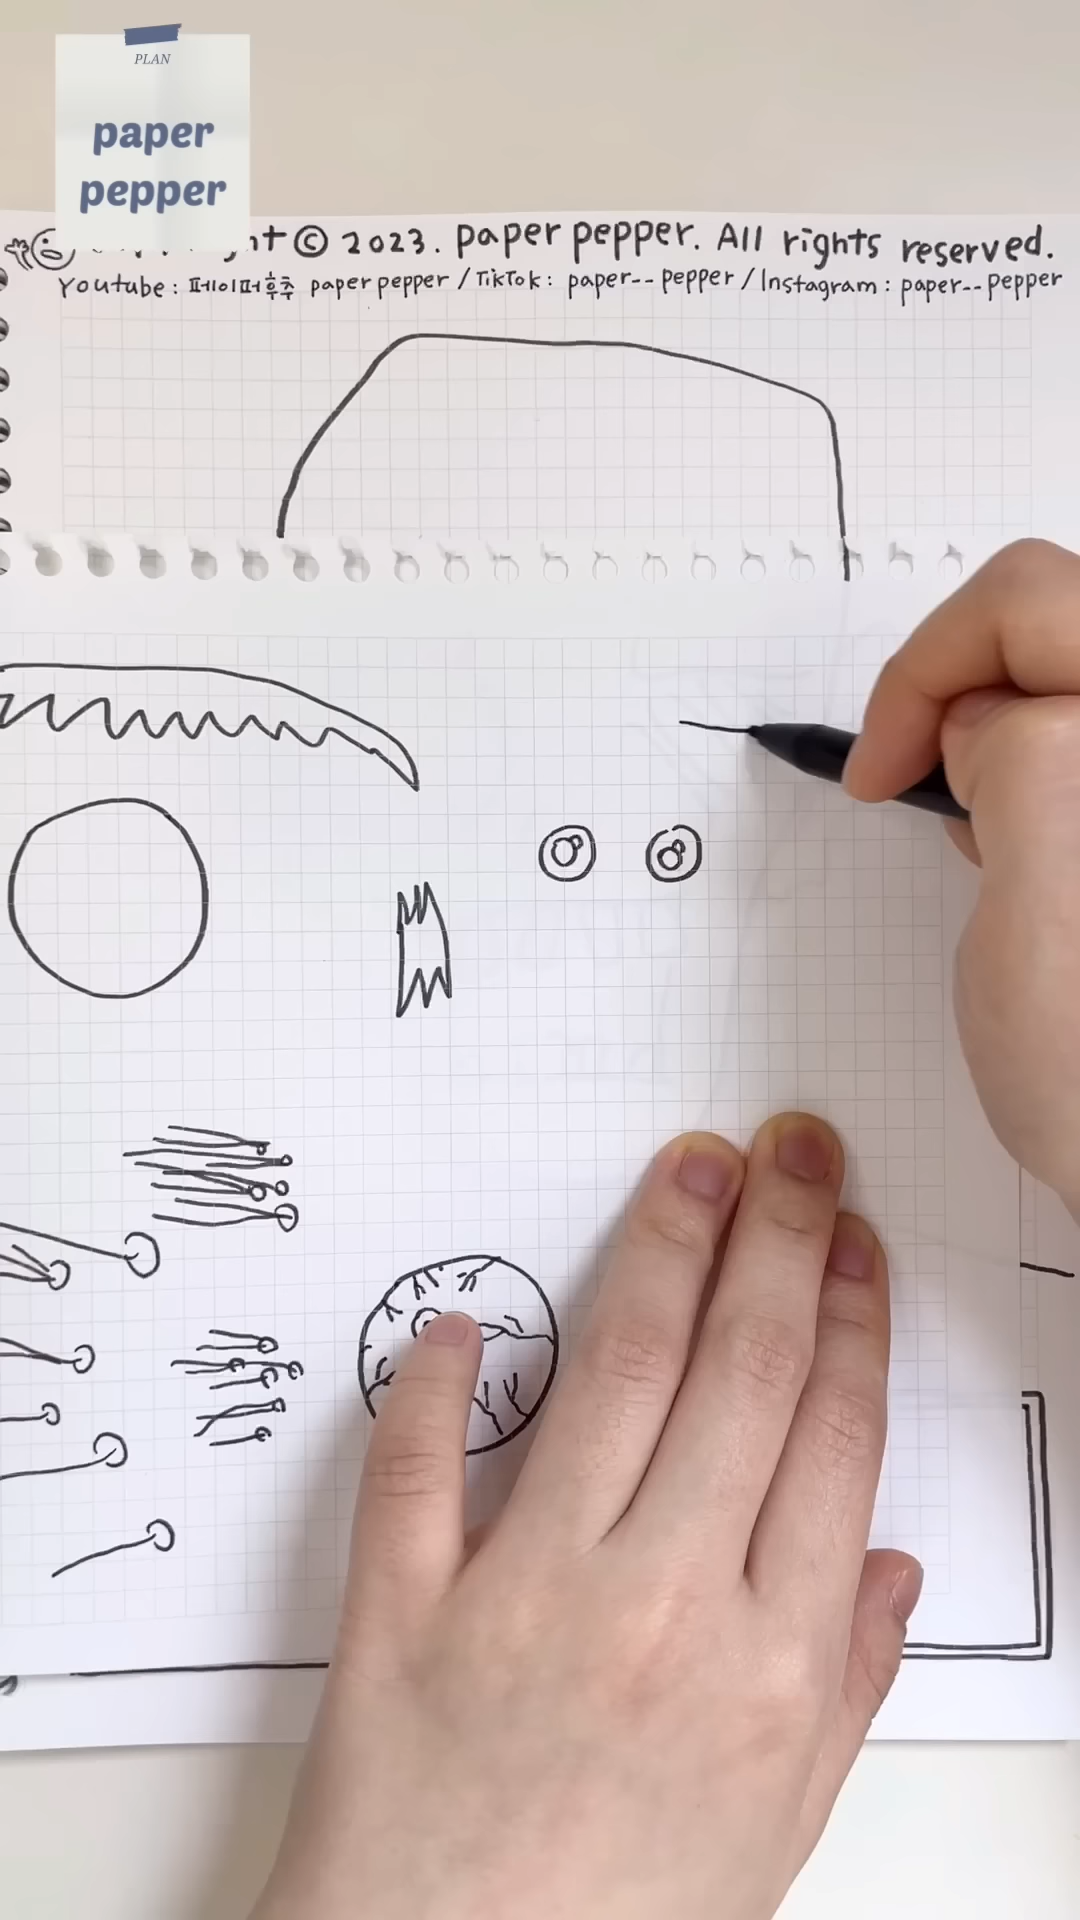 PLAN
paper
pepper
© 2023. paper pepper. All rights reserved.
Youtube: 페이퍼후추 paper pepper / TikTok: paper--pepper / Instagram: paper--pepper